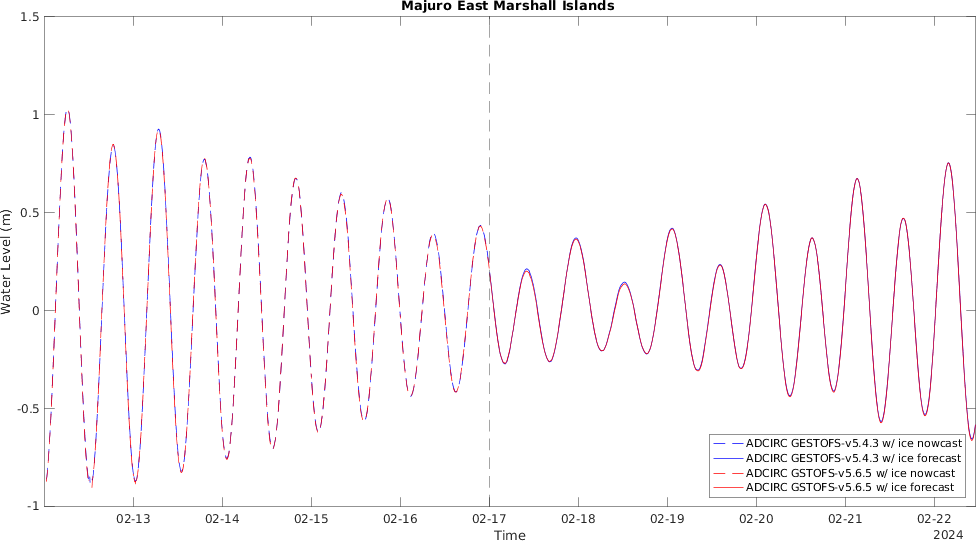 Majuro East Marshall Islands
1.5
1
0.5
0
-0.5
-1
Water Level (m)
02-13 02-14 02-15 02-16 02-17 02-18 02-19 02-20 02-21 02-22
Time
2024
ADCIRC GESTOFS-v5.4.3 w/ ice nowcast
ADCIRC GESTOFS-v5.4.3 w/ ice forecast
ADCIRC GSTOFS-v5.6.5 w/ ice nowcast
ADCIRC GSTOFS-v5.6.5 w/ ice forecast